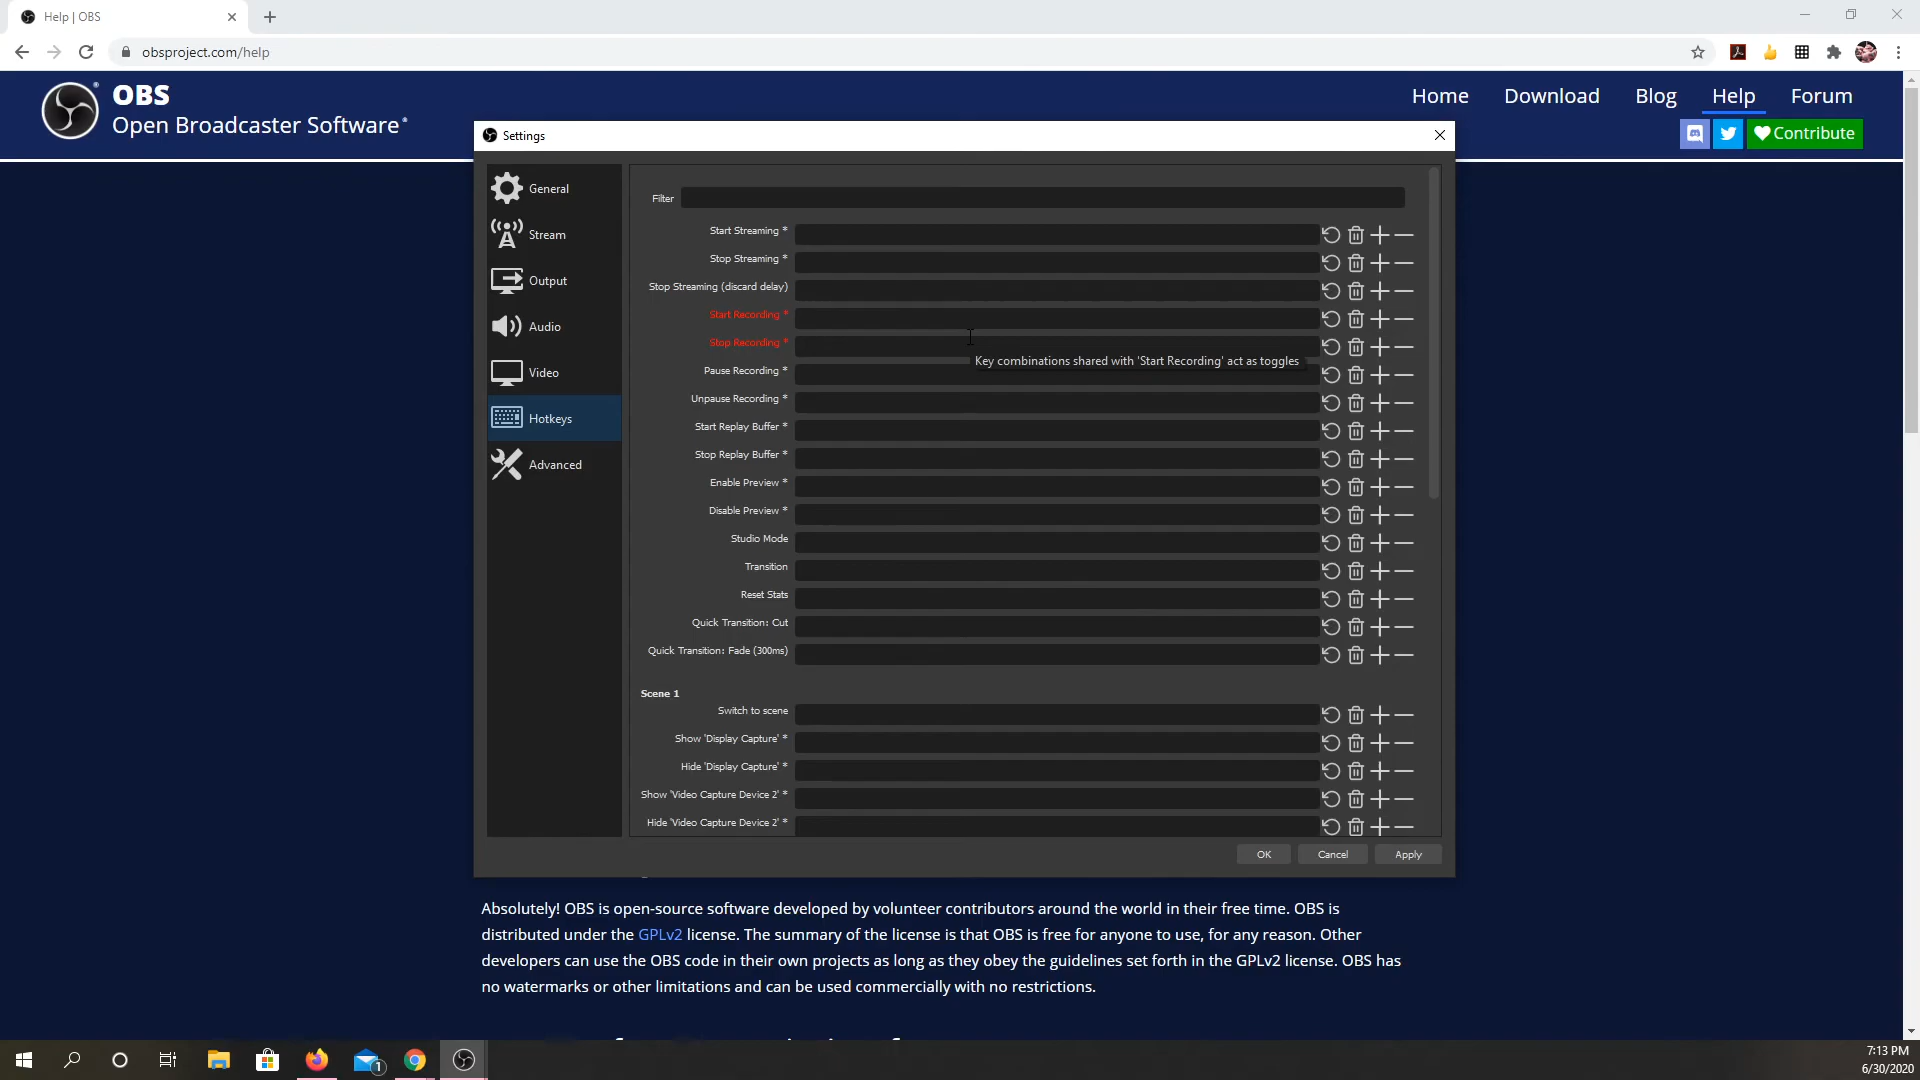 Help | OBS
obsproject.com/help
OBS
Open Broadcaster Software
Home
Download
Blog
Help
Forum
Contribute
Settings
General
Stream
Output
Audio
Video
Hotkeys
Advanced
Filter
Start Streaming *
Stop Streaming *
Stop Streaming (discard delay)
Start Recording *
Stop Recording *
Key combinations shared with 'Start Recording' act as toggles
Pause Recording *
Unpause Recording *
Start Replay Buffer *
Stop Replay Buffer *
Enable Preview *
Disable Preview *
Studio Mode
Transition
Reset Stats
Quick Transition: Cut
Quick Transition: Fade (300ms)
Scene 1
Switch to scene
Show 'Display Capture' *
Hide 'Display Capture' *
Show 'Video Capture Device 2' *
Hide 'Video Capture Device 2' *
OK
Cancel
Apply
Absolutely! OBS is open-source software developed by volunteer contributors around the world in their free time. OBS is
distributed under the GPLv2 license. The summary of the license is that OBS is free for anyone to use, for any reason. Other
developers can use the OBS code in their own projects as long as they obey the guidelines set forth in the GPLv2 license. OBS has
no watermarks or other limitations and can be used commercially with no restrictions.
1
7:13 PM
6/30/2020